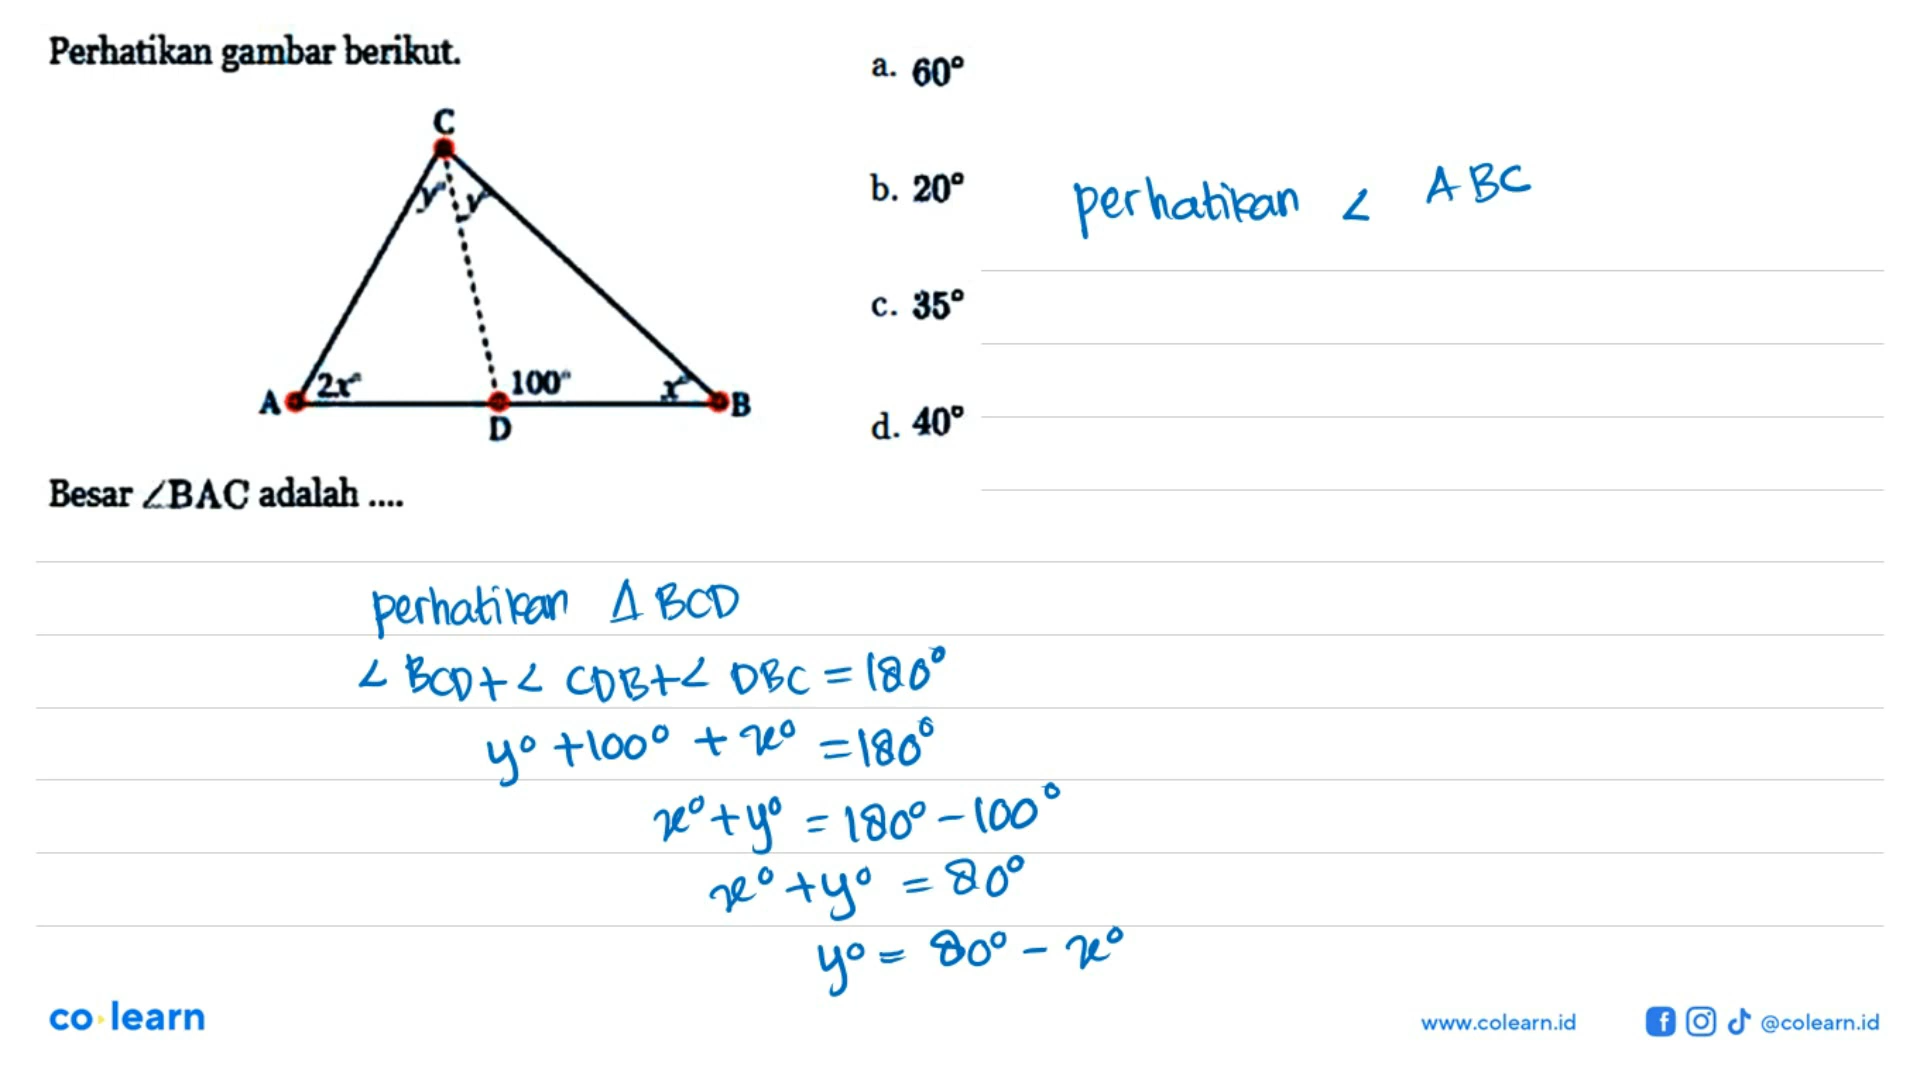 Perhatikan gambar berikut.
C
y° y°
A 2x° 100° x° B
D
Besar ∠BAC adalah ....
a. 60°
b. 20°
c. 35°
d. 40°
perhatikan ∠ ABC
perhatikan Δ BCD
∠ BCD + ∠ CDB + ∠ DBC = 180°
y° + 100° + x° = 180°
x° + y° = 180° - 100°
x° + y° = 80°
y° = 80° - x°
co learn
www.colearn.id @colearn.id